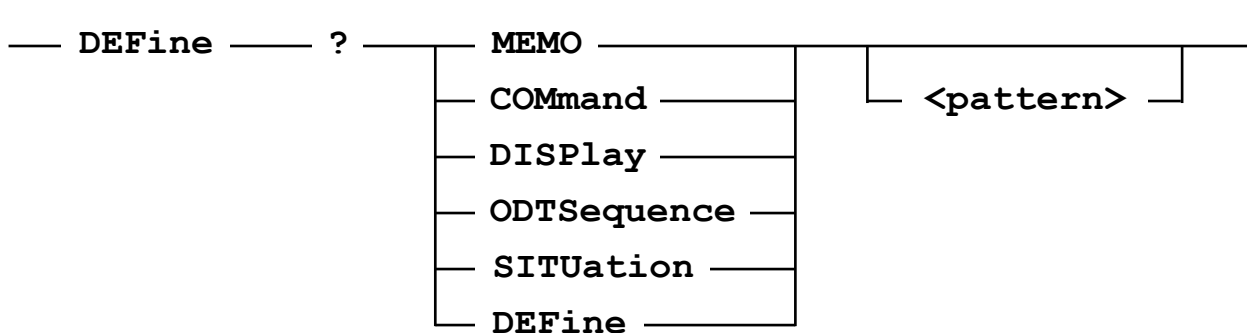 DEFine ? MEMO
COMmand <pattern>
DISPlay
ODTSequence
SITUation
DEFine